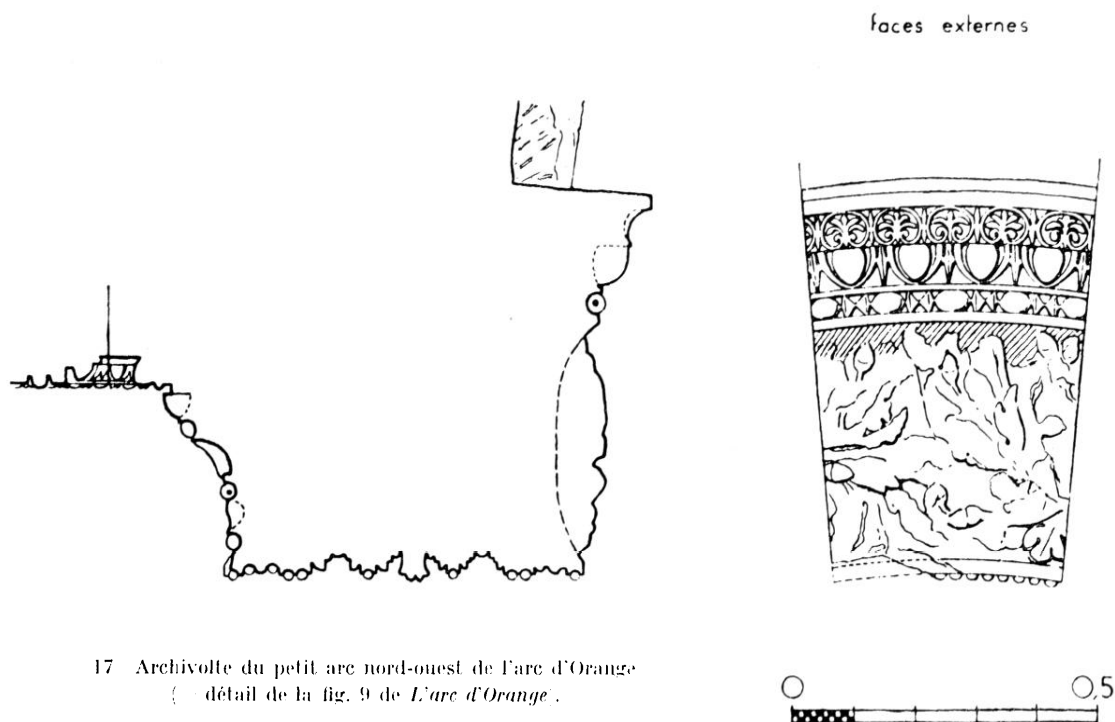 faces externes
17 Archivolte du petit arc nord-ouest de l'arc d'Orange
( détail de la fig. 9 de L'arc d'Orange).
0 0,5